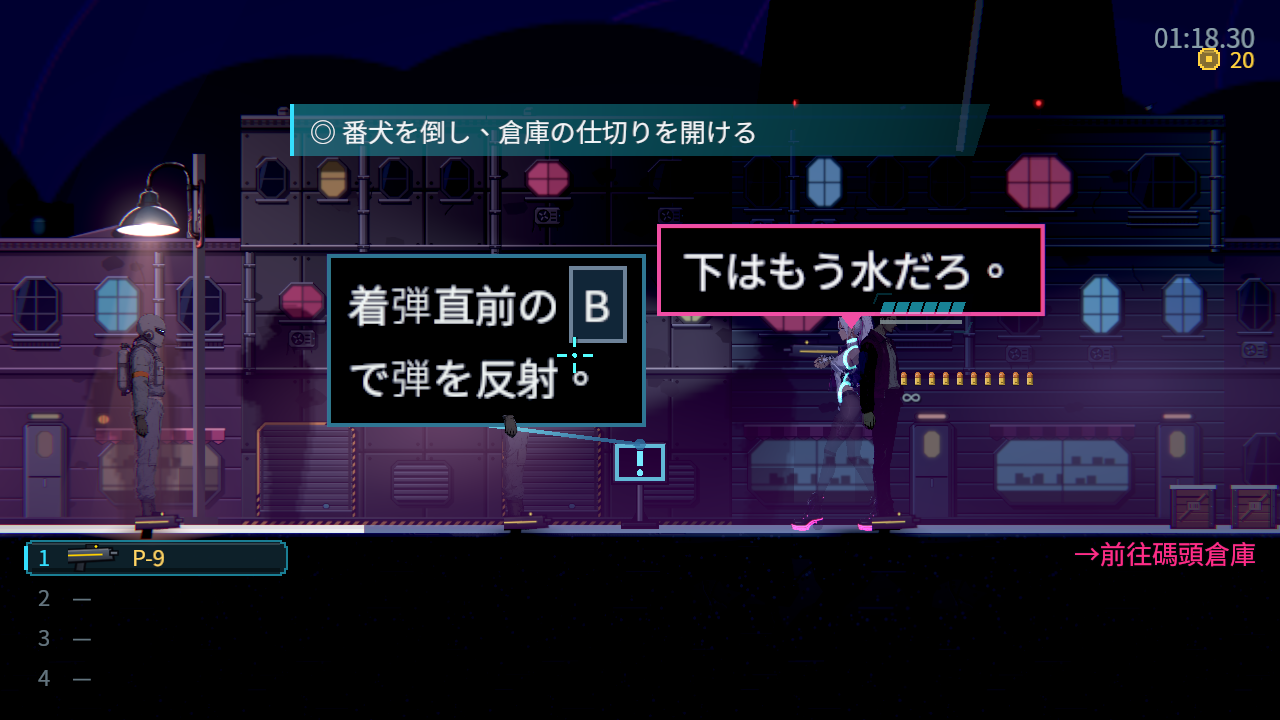 01:18.30
20
◎ 番犬を倒し、倉庫の仕切りを開ける
下はもう水だろ。
着弾直前の B
で弾を反射。
!
∞
→前往碼頭倉庫
1 P-9
2 —
3 —
4 —